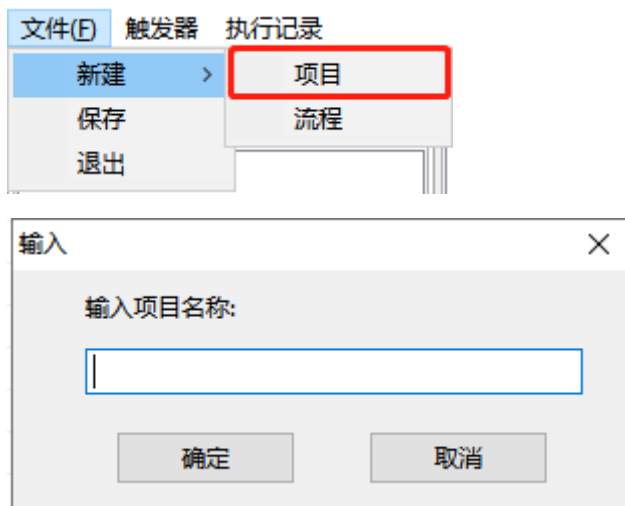 文件(F) 触发器 执行记录
新建 > 项目
保存 流程
退出
输入
输入项目名称:
确定 取消